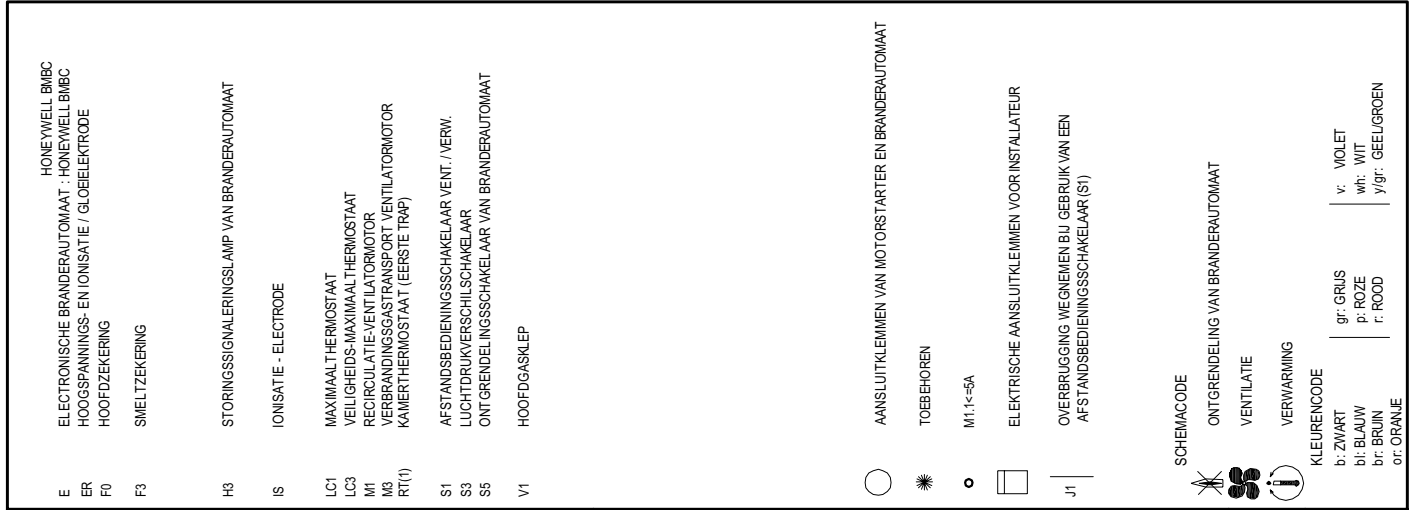 HONEYWELL BMBC
E ELECTRONISCHE BRANDERAUTOMAAT : HONEYWELL BMBC
ER HOOGSPANNINGS- EN IONISATIE / GLOEIELEKTRODE
F0 HOOFDZEKERING
F3 SMELTZEKERING
H3 STORINGSSIGNALERINGSLAMP VAN BRANDERAUTOMAAT
IS IONISATIE - ELECTRODE
LC1 MAXIMAALTHERMOSTAAT
LC3 VEILIGHEIDS-MAXIMAALTHERMOSTAAT
M1 RECIRCULATIE-VENTILATORMOTOR
M3 VERBRANDINGSGASTRANSPORT VENTILATORMOTOR
RT(1) KAMERTHERMOSTAAT (EERSTE TRAP)
S1 AFSTANDSBEDIENINGSSCHAKELAAR VENT. / VERW.
S3 LUCHTDRUKVERSCHILSCHAKELAAR
S5 ONTGRENDELINGSSCHAKELAAR VAN BRANDERAUTOMAAT
V1 HOOFDGASKLEP
AANSLUITKLEMMEN VAN MOTORSTARTER EN BRANDERAUTOMAAT
TOEBEHOREN
M1.1<=5A
ELEKTRISCHE AANSLUITKLEMMEN VOOR INSTALLATEUR
J1 OVERBRUGGING WEGNEMEN BIJ GEBRUIK VAN EEN
AFSTANDSBEDIENINGSSCHAKELAAR (S1)
SCHEMACODE
ONTGRENDELING VAN BRANDERAUTOMAAT
VENTILATIE
VERWARMING
KLEURENCODE
b: ZWART gr: GRIJS v: VIOLET
bl: BLAUW p: ROZE wh: WIT
br: BRUIN r: ROOD y/gr: GEEL/GROEN
or: ORANJE